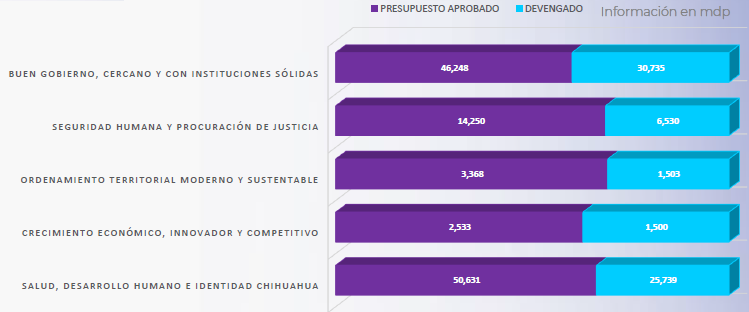 PRESUPUESTO APROBADO DEVENGADO Información en mdp
BUEN GOBIERNO, CERCANO Y CON INSTITUCIONES SÓLIDAS 46,248 30,735
SEGURIDAD HUMANA Y PROCURACIÓN DE JUSTICIA 14,250 6,530
ORDENAMIENTO TERRITORIAL MODERNO Y SUSTENTABLE 3,368 1,503
CRECIMIENTO ECONÓMICO, INNOVADOR Y COMPETITIVO 2,533 1,500
SALUD, DESARROLLO HUMANO E IDENTIDAD CHIHUAHUA 50,631 25,739